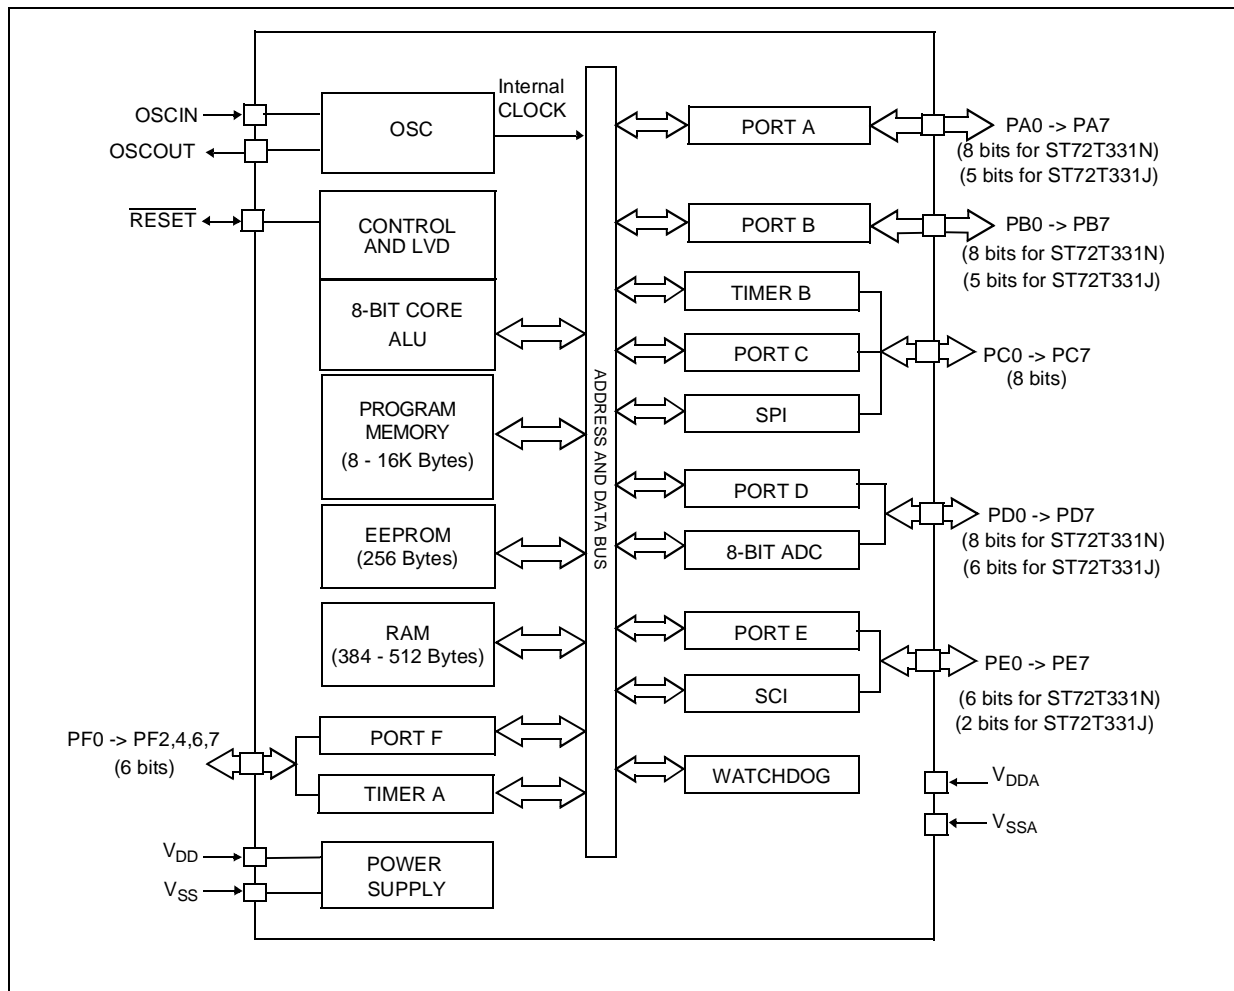 OSCIN
OSCOUT
RESET
OSC
Internal
CLOCK
CONTROL
AND LVD
8-BIT CORE
ALU
PROGRAM
MEMORY
(8 - 16K Bytes)
EEPROM
(256 Bytes)
RAM
(384 - 512 Bytes)
PF0 -> PF2,4,6,7
(6 bits)
PORT F
TIMER A
VDD
VSS
POWER
SUPPLY
ADDRESS AND DATA BUS
PORT A
PA0 -> PA7
(8 bits for ST72T331N)
(5 bits for ST72T331J)
PORT B
PB0 -> PB7
(8 bits for ST72T331N)
(5 bits for ST72T331J)
TIMER B
PORT C
SPI
PC0 -> PC7
(8 bits)
PORT D
8-BIT ADC
PD0 -> PD7
(8 bits for ST72T331N)
(6 bits for ST72T331J)
PORT E
SCI
PE0 -> PE7
(6 bits for ST72T331N)
(2 bits for ST72T331J)
WATCHDOG
VDDA
VSSA